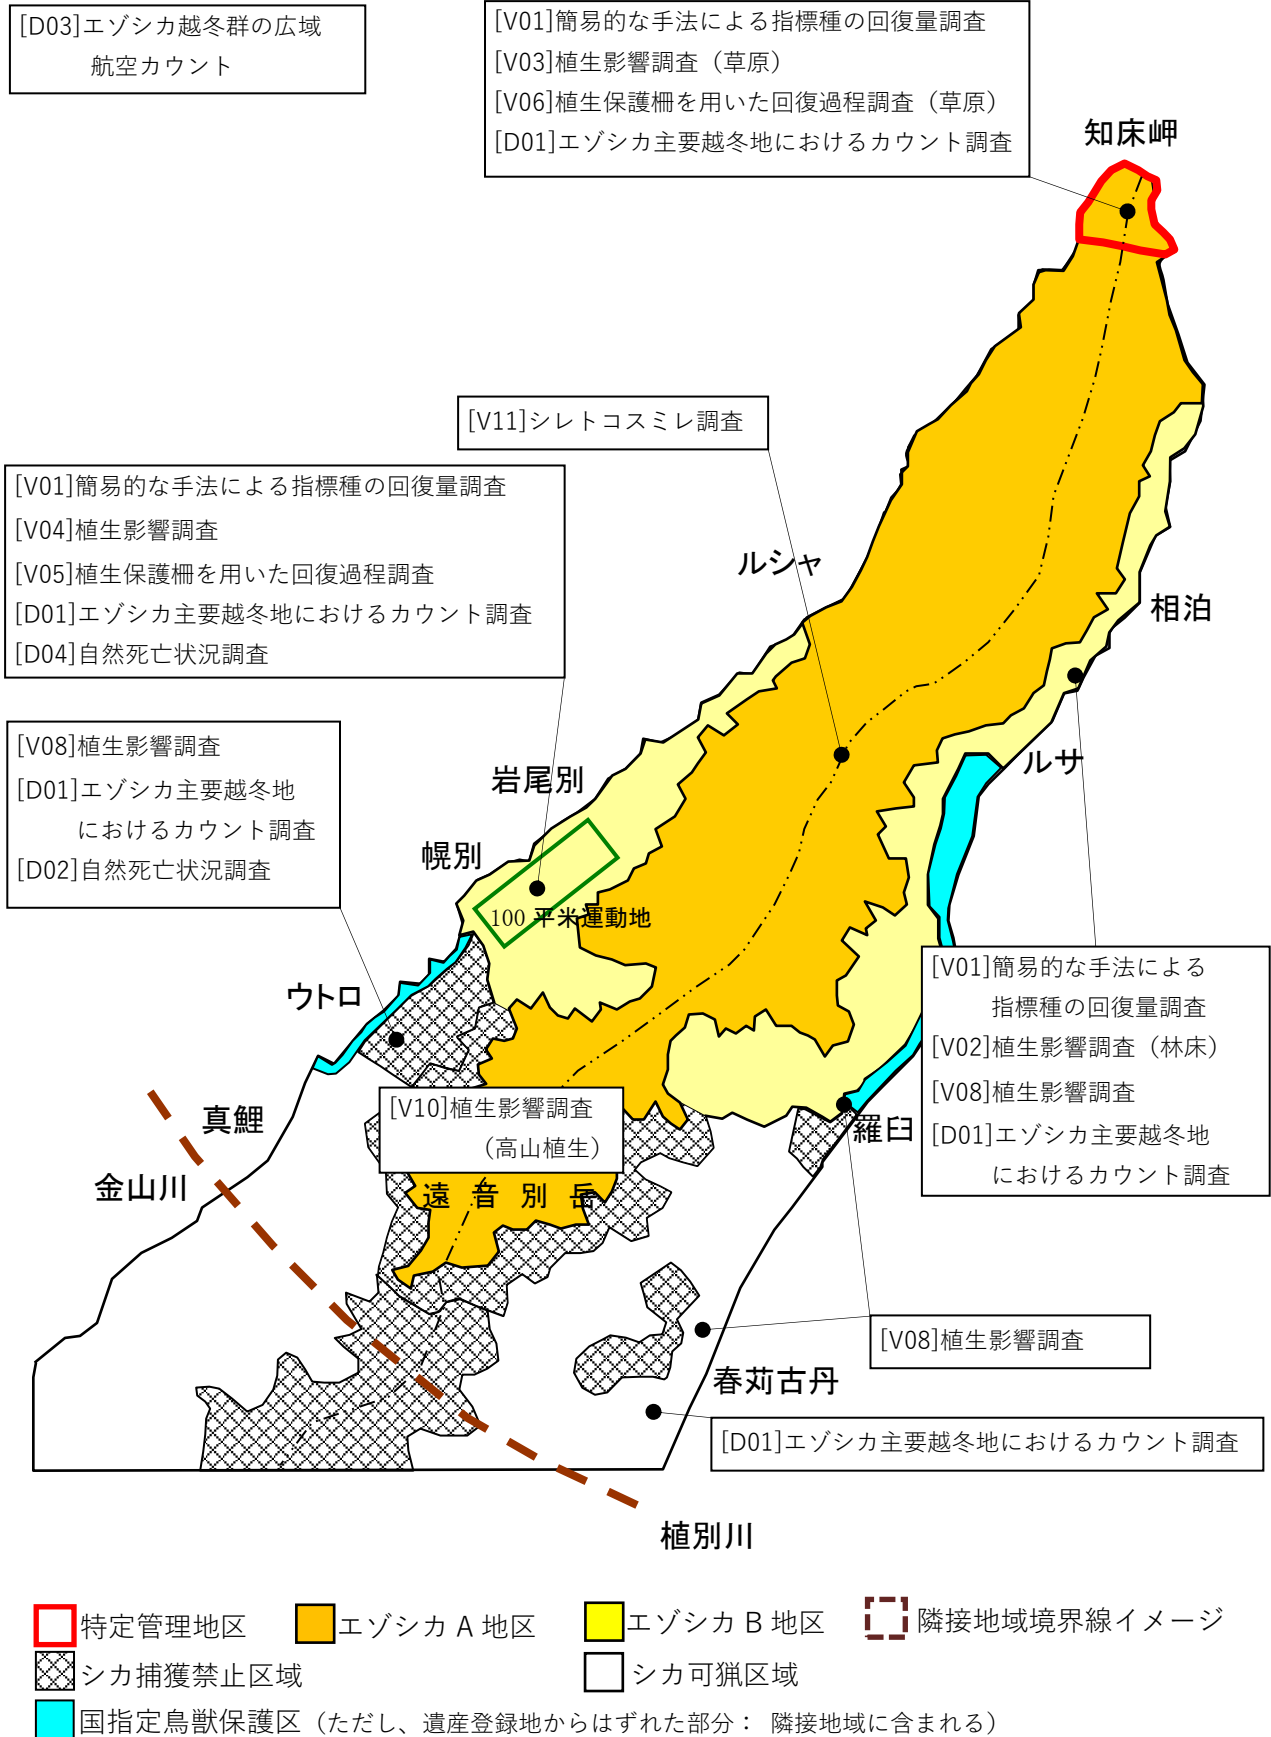 [D03]エゾシカ越冬群の広域
航空カウント
[V01]簡易的な手法による指標種の回復量調査
[V03]植生影響調査（草原）
[V06]植生保護柵を用いた回復過程調査（草原）
[D01]エゾシカ主要越冬地におけるカウント調査
知床岬
[V11]シレトコスミレ調査
[V01]簡易的な手法による指標種の回復量調査
[V04]植生影響調査
[V05]植生保護柵を用いた回復過程調査
[D01]エゾシカ主要越冬地におけるカウント調査
[D04]自然死亡状況調査
ルシャ
相泊
[V08]植生影響調査
[D01]エゾシカ主要越冬地
におけるカウント調査
[D02]自然死亡状況調査
岩尾別
ルサ
幌別
100 平米運動地
ウトロ
[V01]簡易的な手法による
指標種の回復量調査
[V02]植生影響調査（林床）
[V08]植生影響調査
[D01]エゾシカ主要越冬地
におけるカウント調査
[V10]植生影響調査
（高山植生）
真鯉
羅臼
金山川
遠音別岳
[V08]植生影響調査
春苅古丹
[D01]エゾシカ主要越冬地におけるカウント調査
植別川
特定管理地区
エゾシカ A 地区
エゾシカ B 地区
隣接地域境界線イメージ
シカ捕獲禁止区域
シカ可猟区域
国指定鳥獣保護区（ただし、遺産登録地からはずれた部分： 隣接地域に含まれる）